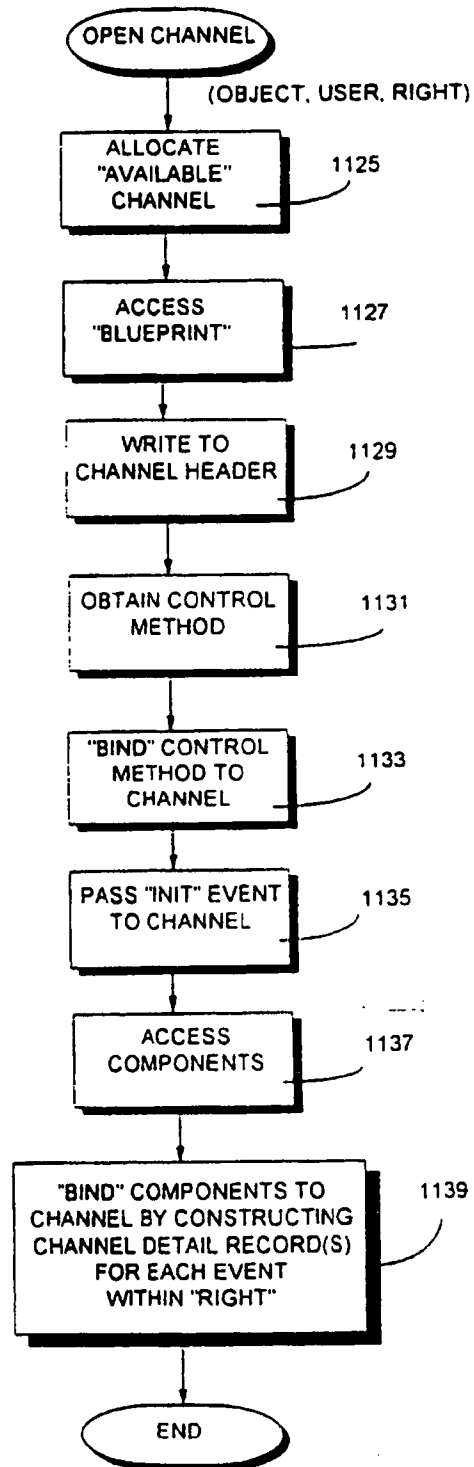 OPEN CHANNEL
(OBJECT, USER, RIGHT)
ALLOCATE
"AVAILABLE"
CHANNEL
1125
ACCESS
"BLUEPRINT"
1127
WRITE TO
CHANNEL HEADER
1129
OBTAIN CONTROL
METHOD
1131
"BIND" CONTROL
METHOD TO
CHANNEL
1133
PASS "INIT" EVENT
TO CHANNEL
1135
ACCESS
COMPONENTS
1137
"BIND" COMPONENTS TO
CHANNEL BY CONSTRUCTING
CHANNEL DETAIL RECORD(S)
FOR EACH EVENT
WITHIN "RIGHT"
1139
END